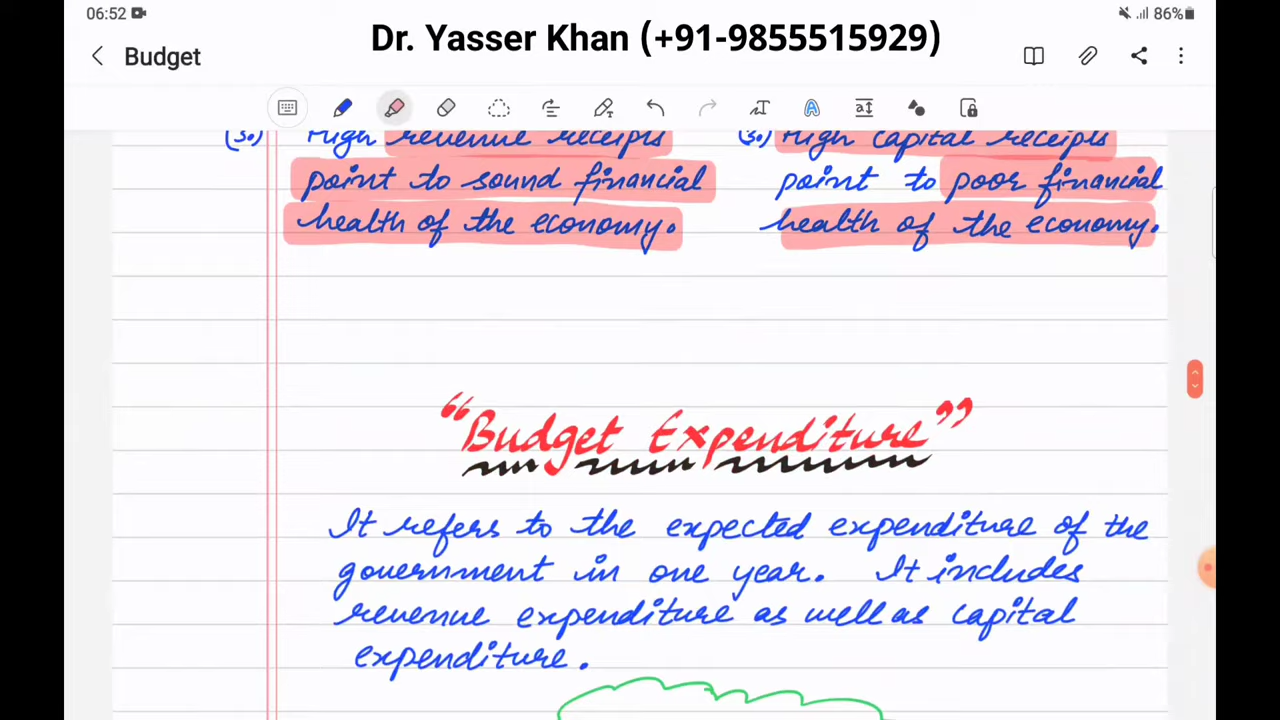 06:52
86%
Dr. Yasser Khan (+91-9855515929)
Budget
(3.) High revenue receipts
point to sound financial
health of the economy.
(3.) High capital receipts
point to poor financial
health of the economy.
"Budget Expenditure"
It refers to the expected expenditure of the
government in one year. It includes
revenue expenditure as well as capital
expenditure.